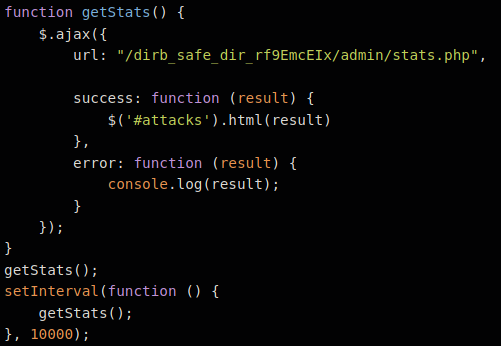 function getStats() {
    $.ajax({
        url: "/dirb_safe_dir_rf9EmcEIx/admin/stats.php",
        success: function (result) {
            $('#attacks').html(result)
        },
        error: function (result) {
            console.log(result);
        }
    });
}
getStats();
setInterval(function () {
    getStats();
}, 10000);